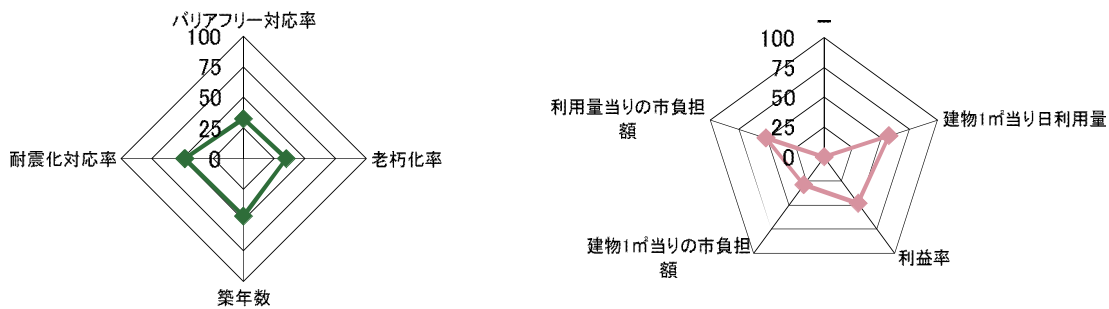 バリアフリー対応率
100
75
50
25
0
耐震化対応率
老朽化率
築年数
－
100
75
50
25
0
利用量当りの市負担
額
建物1㎡当り日利用量
建物1㎡当りの市負担
額
利益率